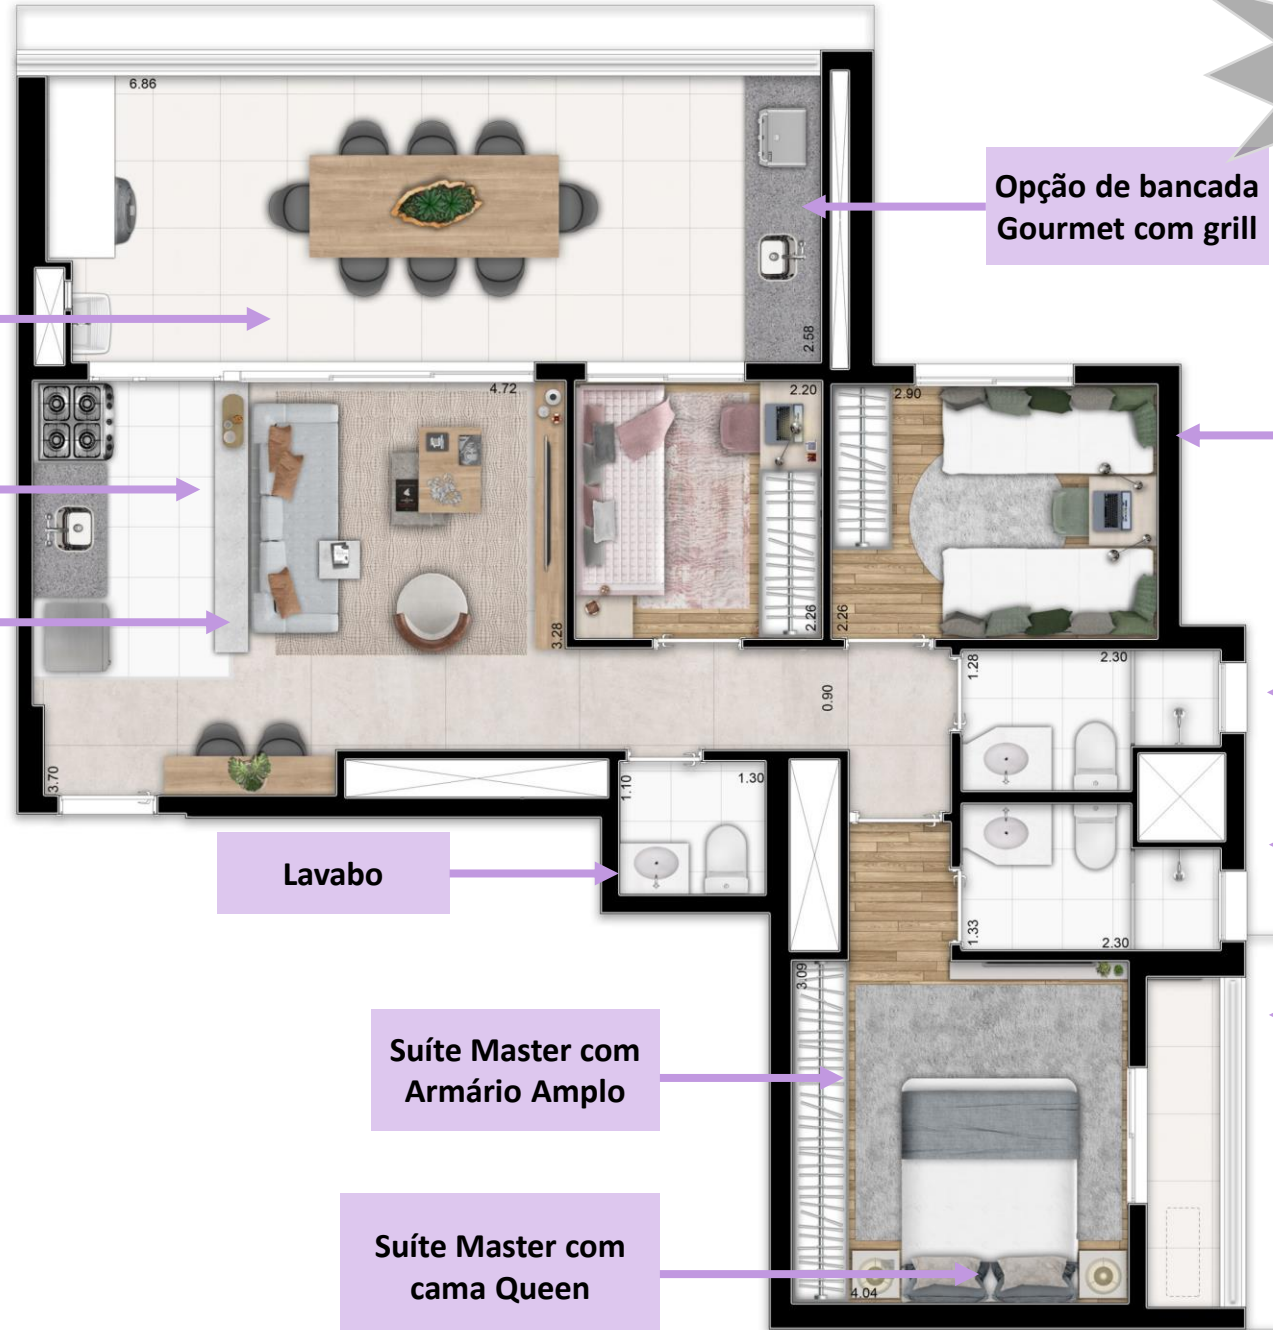 6.86
Opção de bancada
Gourmet com grill
2.58
4.72
2.20
2.90
3.28
2.26
2.26
0.90
1.28
2.30
3.70
1.10
1.30
Lavabo
1.33
2.30
3.09
Suíte Master com
Armário Amplo
Suíte Master com
cama Queen
4.04